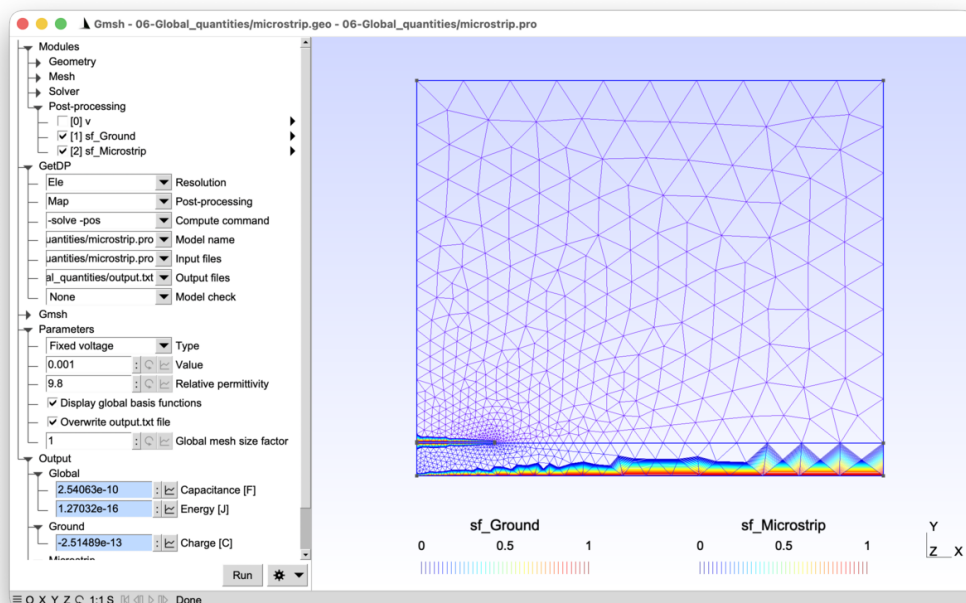 Gmsh - 06-Global_quantities/microstrip.geo - 06-Global_quantities/microstrip.pro
Modules
Geometry
Mesh
Solver
Post-processing
[0] v
[1] sf_Ground
[2] sf_Microstrip
GetDP
Ele Resolution
Map Post-processing
-solve -pos Compute command
uantities/microstrip.pro Model name
uantities/microstrip.pro Input files
al_quantities/output.txt Output files
None Model check
Gmsh
Parameters
Fixed voltage Type
0.001 Value
9.8 Relative permittivity
Display global basis functions
Overwrite output.txt file
1 Global mesh size factor
Output
Global
2.54063e-10 Capacitance [F]
1.27032e-16 Energy [J]
Ground
-2.51489e-13 Charge [C]
Microstrip
Run
sf_Ground
0 0.5 1
sf_Microstrip
0 0.5 1
Y
Z X
O X Y Z 1:1 S Done